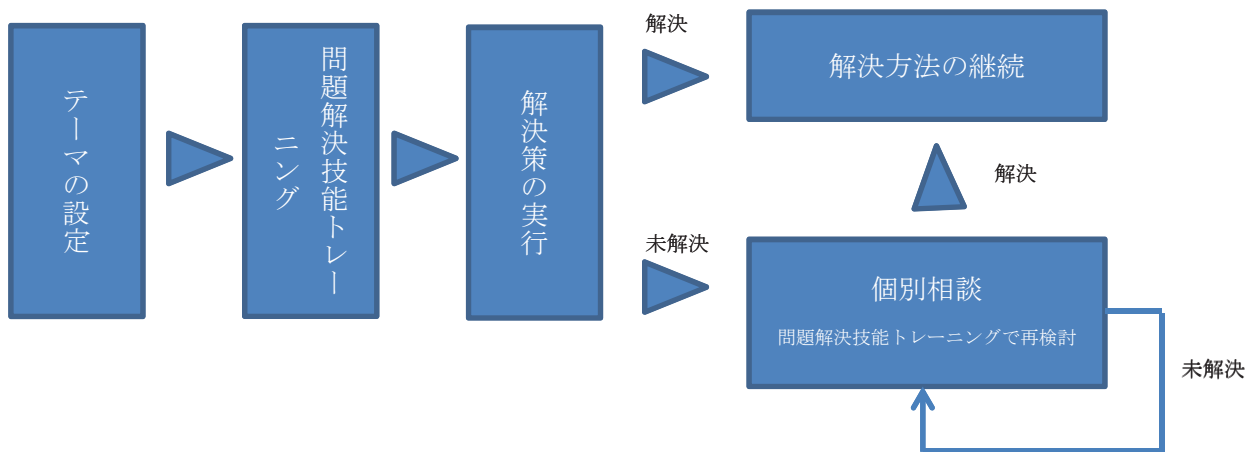 テーマの設定
問題解決技能トレー
ニング
解決策の実行
解決
解決方法の継続
解決
未解決
個別相談
問題解決技能トレーニングで再検討
未解決